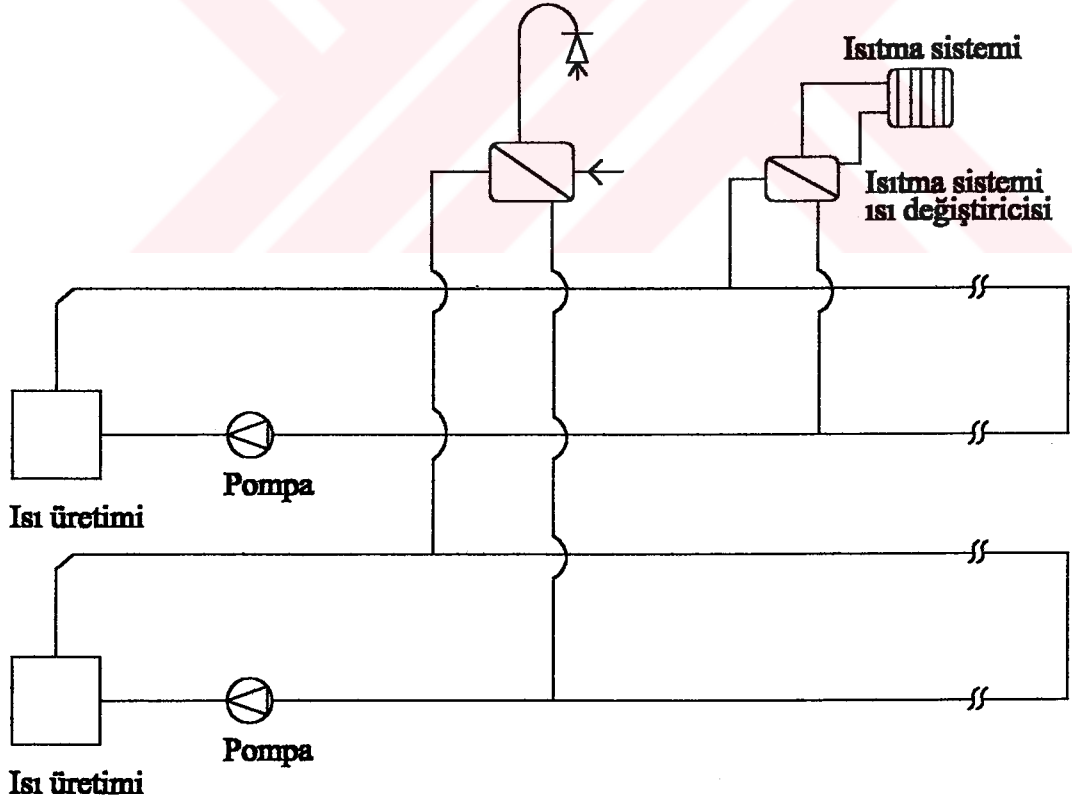 Isıtma sistemi
Isıtma sistemi
ısı değiştiricisi
Pompa
Isı üretimi
Pompa
Isı üretimi